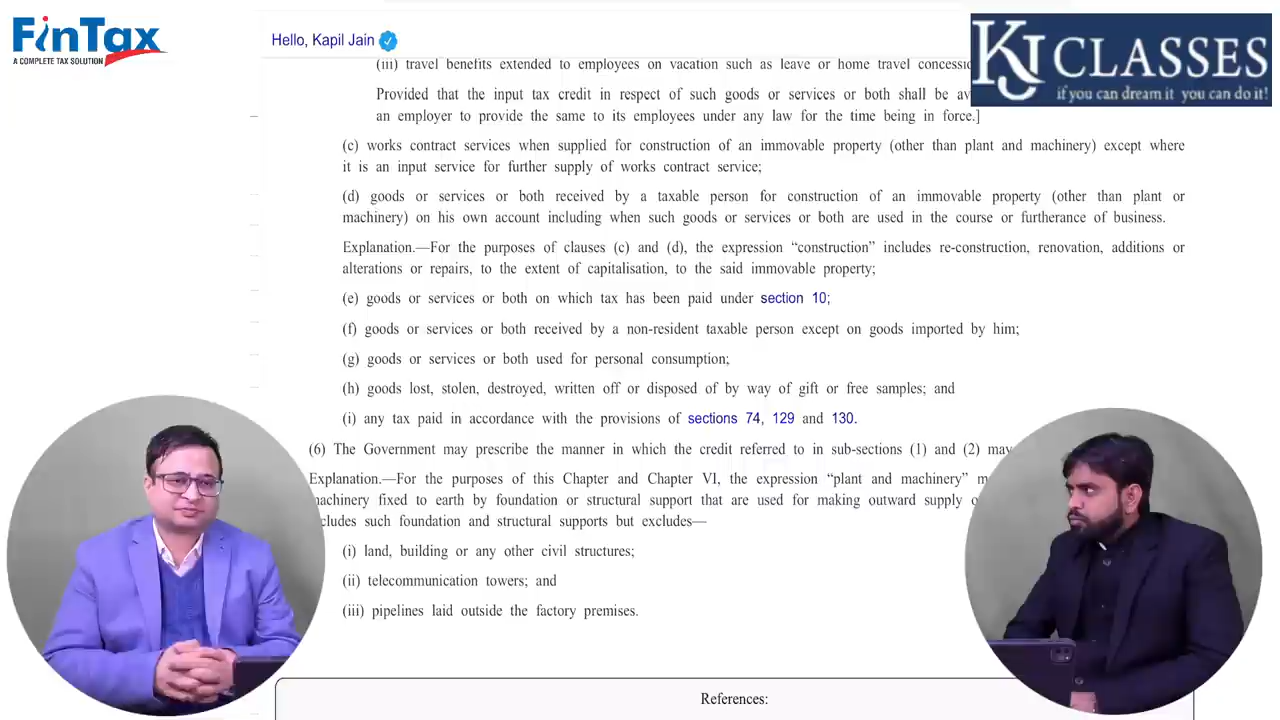 FinTax
A COMPLETE TAX SOLUTION
Hello, Kapil Jain
KJ CLASSES
if you can dream it you can do it!
(iii) travel benefits extended to employees on vacation such as leave or home travel
Provided that the input tax credit in respect of such goods or services or both shall be
an employer to provide the same to its employees under any law for the time being in force.]
(c) works contract services when supplied for construction of an immovable property (other than plant and machinery) except where
it is an input service for further supply of works contract service;
(d) goods or services or both received by a taxable person for construction of an immovable property (other than plant or
machinery) on his own account including when such goods or services or both are used in the course or furtherance of business.
Explanation.—For the purposes of clauses (c) and (d), the expression “construction” includes re-construction, renovation, additions or
alterations or repairs, to the extent of capitalisation, to the said immovable property;
(e) goods or services or both on which tax has been paid under section 10;
(f) goods or services or both received by a non-resident taxable person except on goods imported by him;
(g) goods or services or both used for personal consumption;
(h) goods lost, stolen, destroyed, written off or disposed of by way of gift or free samples; and
(i) any tax paid in accordance with the provisions of sections 74, 129 and 130.
(6) The Government may prescribe the manner in which the credit referred to in sub-sections (1) and (2) may
Explanation.—For the purposes of this Chapter and Chapter VI, the expression “plant and machinery”
machinery fixed to earth by foundation or structural support that are used for making outward supply
such foundation and structural supports but excludes—
(i) land, building or any other civil structures;
(ii) telecommunication towers; and
(iii) pipelines laid outside the factory premises.
References: